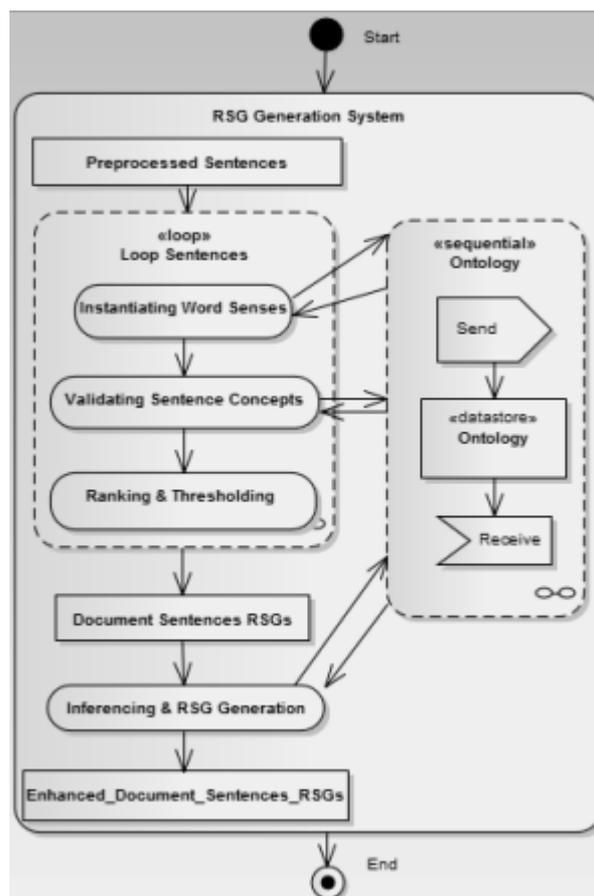 Start
RSG Generation System
Preprocessed Sentences
«loop»
Loop Sentences
Instantiating Word Senses
Validating Sentence Concepts
Ranking & Thresholding
«sequential»
Ontology
Send
«datastore»
Ontology
Receive
Document Sentences RSGs
Inferencing & RSG Generation
Enhanced_Document_Sentences_RSGs
End